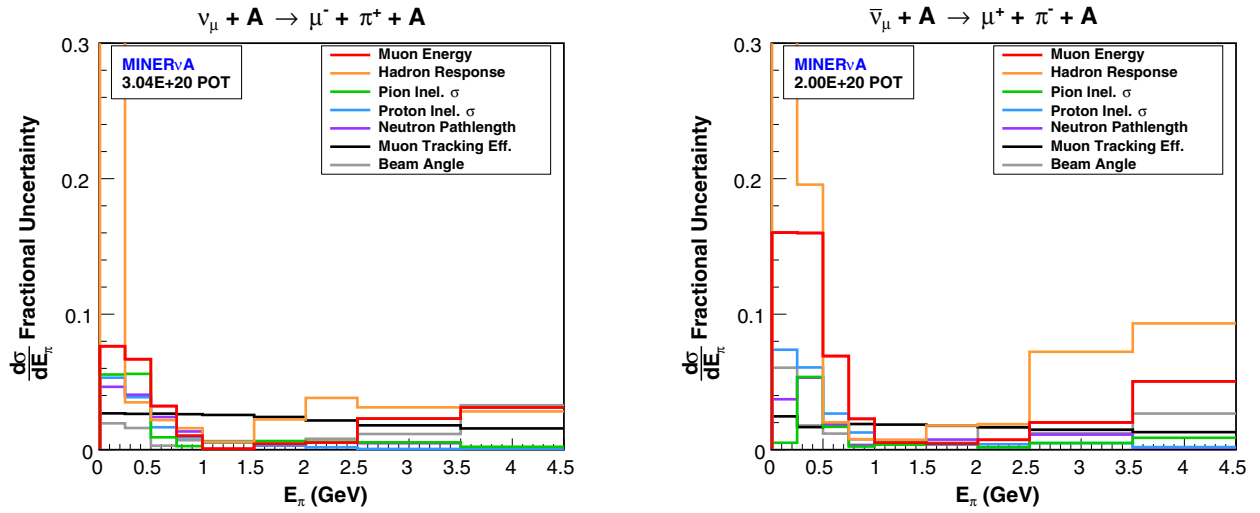 νμ + A → μ- + π+ + A
0.3
0.2
0.1
0
dσ/dEπ Fractional Uncertainty
MINERνA
3.04E+20 POT
Muon Energy
Hadron Response
Pion Inel. σ
Proton Inel. σ
Neutron Pathlength
Muon Tracking Eff.
Beam Angle
0 0.5 1 1.5 2 2.5 3 3.5 4 4.5
Eπ (GeV)
ν̄μ + A → μ+ + π- + A
0.3
0.2
0.1
0
dσ/dEπ Fractional Uncertainty
MINERνA
2.00E+20 POT
Muon Energy
Hadron Response
Pion Inel. σ
Proton Inel. σ
Neutron Pathlength
Muon Tracking Eff.
Beam Angle
0 0.5 1 1.5 2 2.5 3 3.5 4 4.5
Eπ (GeV)